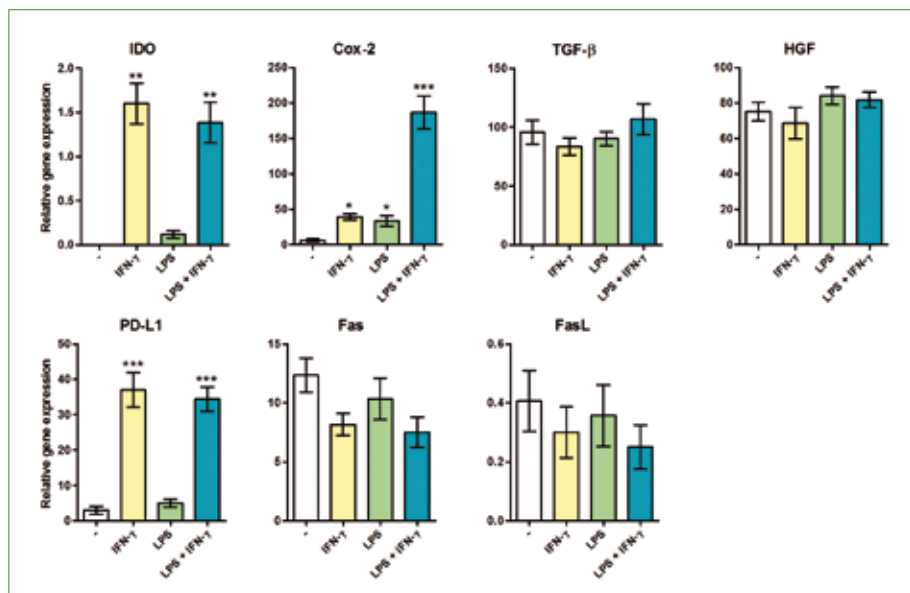 IDO
Relative gene expression
2.0
1.5
1.0
0.5
0.0
**
**
-
IFN-γ
LPS
LPS + IFN-γ
Cox-2
250
200
150
100
50
0
*
*
***
-
IFN-γ
LPS
LPS + IFN-γ
TGF-β
150
100
50
0
-
IFN-γ
LPS
LPS + IFN-γ
HGF
100
80
60
40
20
0
-
IFN-γ
LPS
LPS + IFN-γ
PD-L1
Relative gene expression
50
40
30
20
10
0
***
***
-
IFN-γ
LPS
LPS + IFN-γ
Fas
15
10
5
0
-
IFN-γ
LPS
LPS + IFN-γ
FasL
0.6
0.4
0.2
0.0
-
IFN-γ
LPS
LPS + IFN-γ